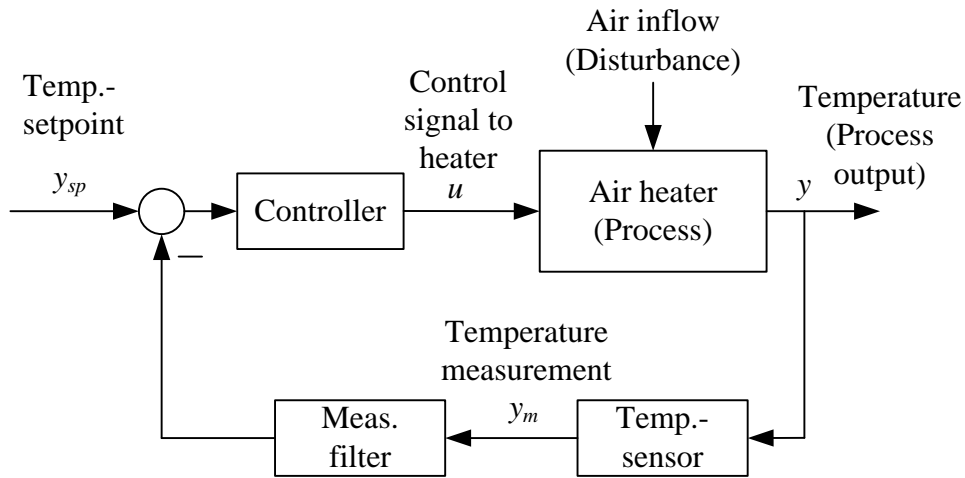 Air inflow
(Disturbance)
Temp.-
setpoint
Control
signal to
heater
Temperature
(Process
output)
y_sp
Controller
u
Air heater
(Process)
y
−
Temperature
measurement
Meas.
filter
y_m
Temp.-
sensor